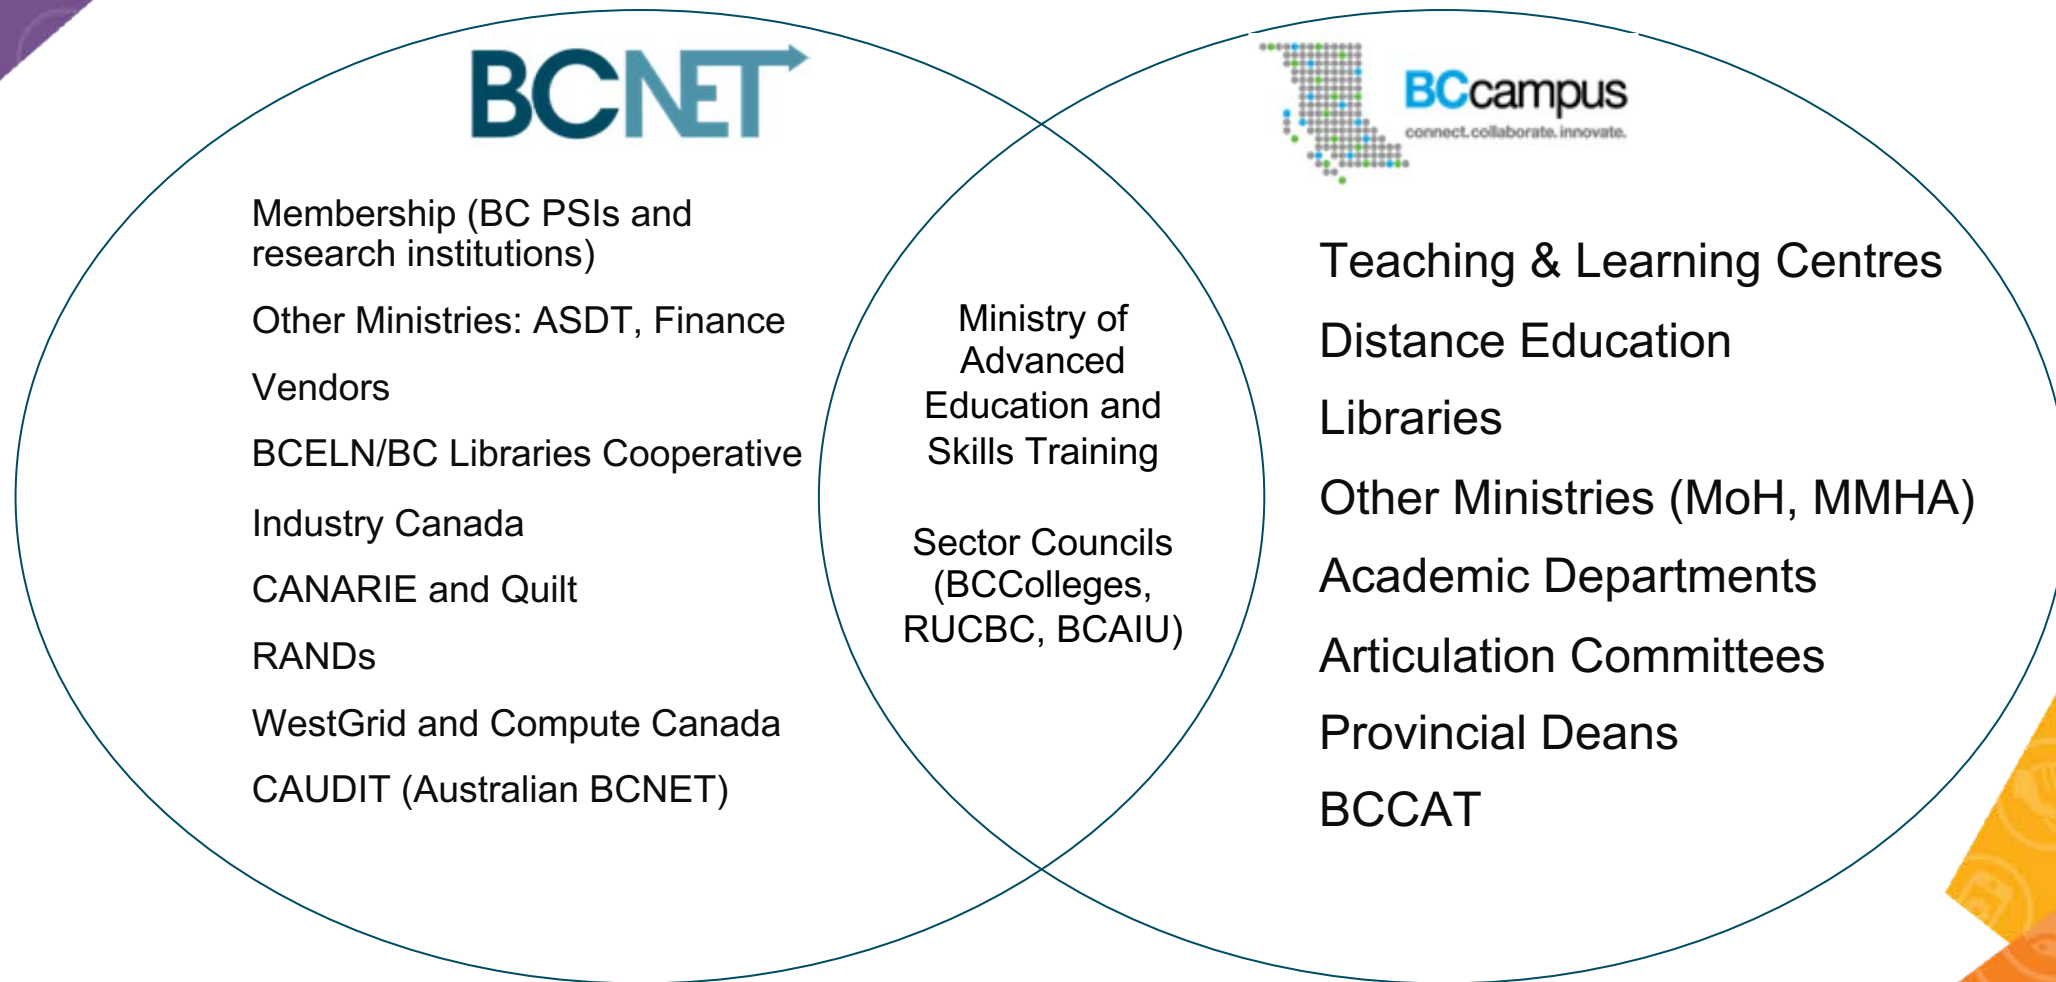 BCNET
Membership (BC PSIs and
research institutions)
Other Ministries: ASDT, Finance
Vendors
BCELN/BC Libraries Cooperative
Industry Canada
CANARIE and Quilt
RANDs
WestGrid and Compute Canada
CAUDIT (Australian BCNET)
Ministry of
Advanced
Education and
Skills Training
Sector Councils
(BCColleges,
RUCBC, BCAIU)
BCcampus
connect.collaborate.innovate.
Teaching & Learning Centres
Distance Education
Libraries
Other Ministries (MoH, MMHA)
Academic Departments
Articulation Committees
Provincial Deans
BCCAT